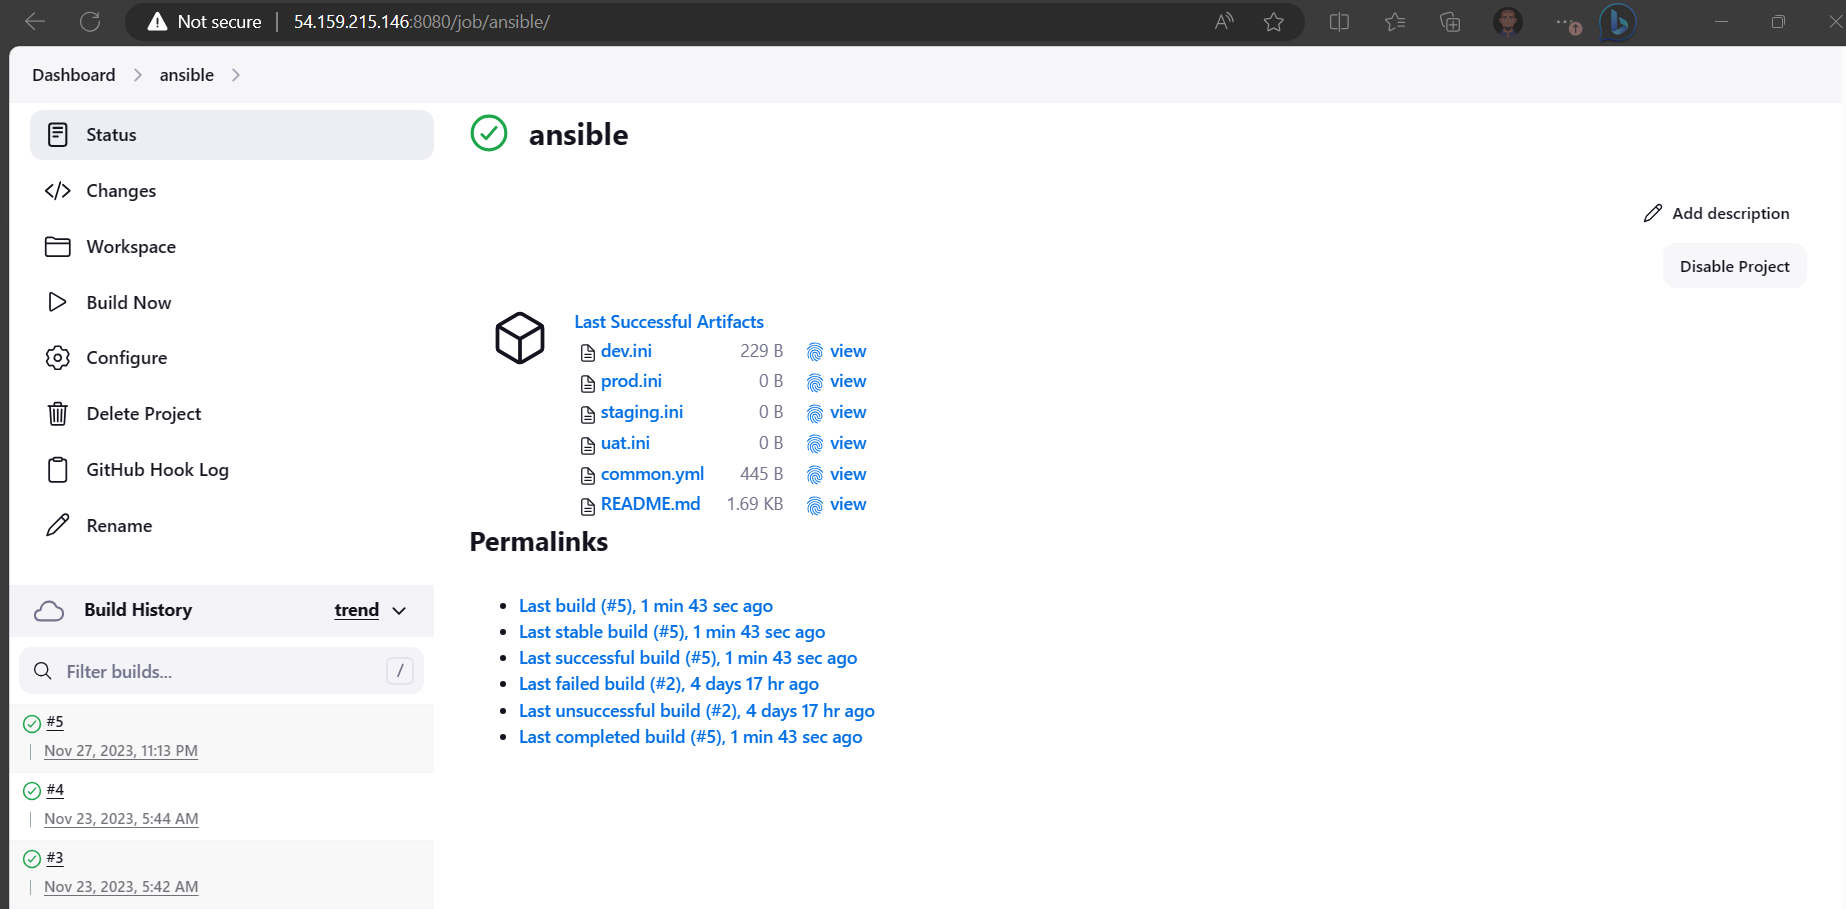 Not secure | 54.159.215.146:8080/job/ansible/
Dashboard > ansible >
Status
Changes
Workspace
Build Now
Configure
Delete Project
GitHub Hook Log
Rename
Build History trend
Filter builds... /
#5
Nov 27, 2023, 11:13 PM
#4
Nov 23, 2023, 5:44 AM
#3
Nov 23, 2023, 5:42 AM
ansible
Add description
Disable Project
Last Successful Artifacts
dev.ini 229 B view
prod.ini 0 B view
staging.ini 0 B view
uat.ini 0 B view
common.yml 445 B view
README.md 1.69 KB view
Permalinks
Last build (#5), 1 min 43 sec ago
Last stable build (#5), 1 min 43 sec ago
Last successful build (#5), 1 min 43 sec ago
Last failed build (#2), 4 days 17 hr ago
Last unsuccessful build (#2), 4 days 17 hr ago
Last completed build (#5), 1 min 43 sec ago